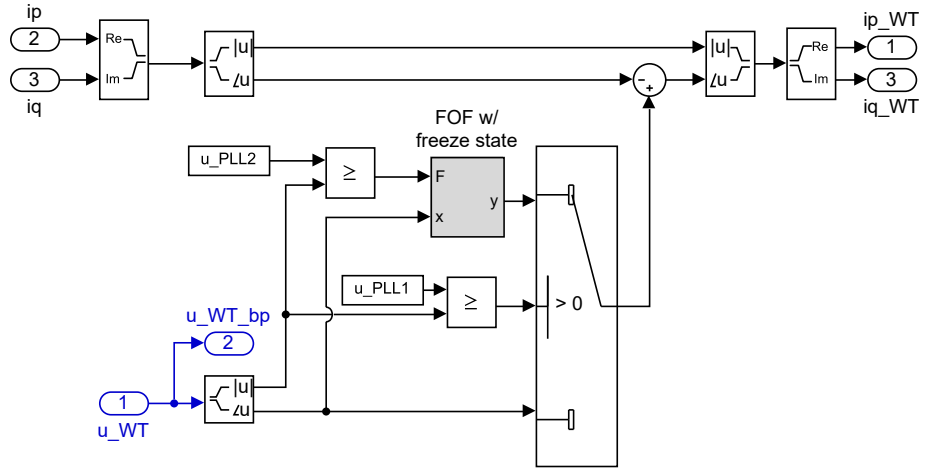 ip
2
3
iq
Re
Im
|u|
∠u
-
+
|u|
∠u
Re
Im
ip_WT
1
3
iq_WT
FOF w/
freeze state
u_PLL2
≥
F
x
y
u_PLL1
≥
> 0
u_WT_bp
2
1
u_WT
|u|
∠u